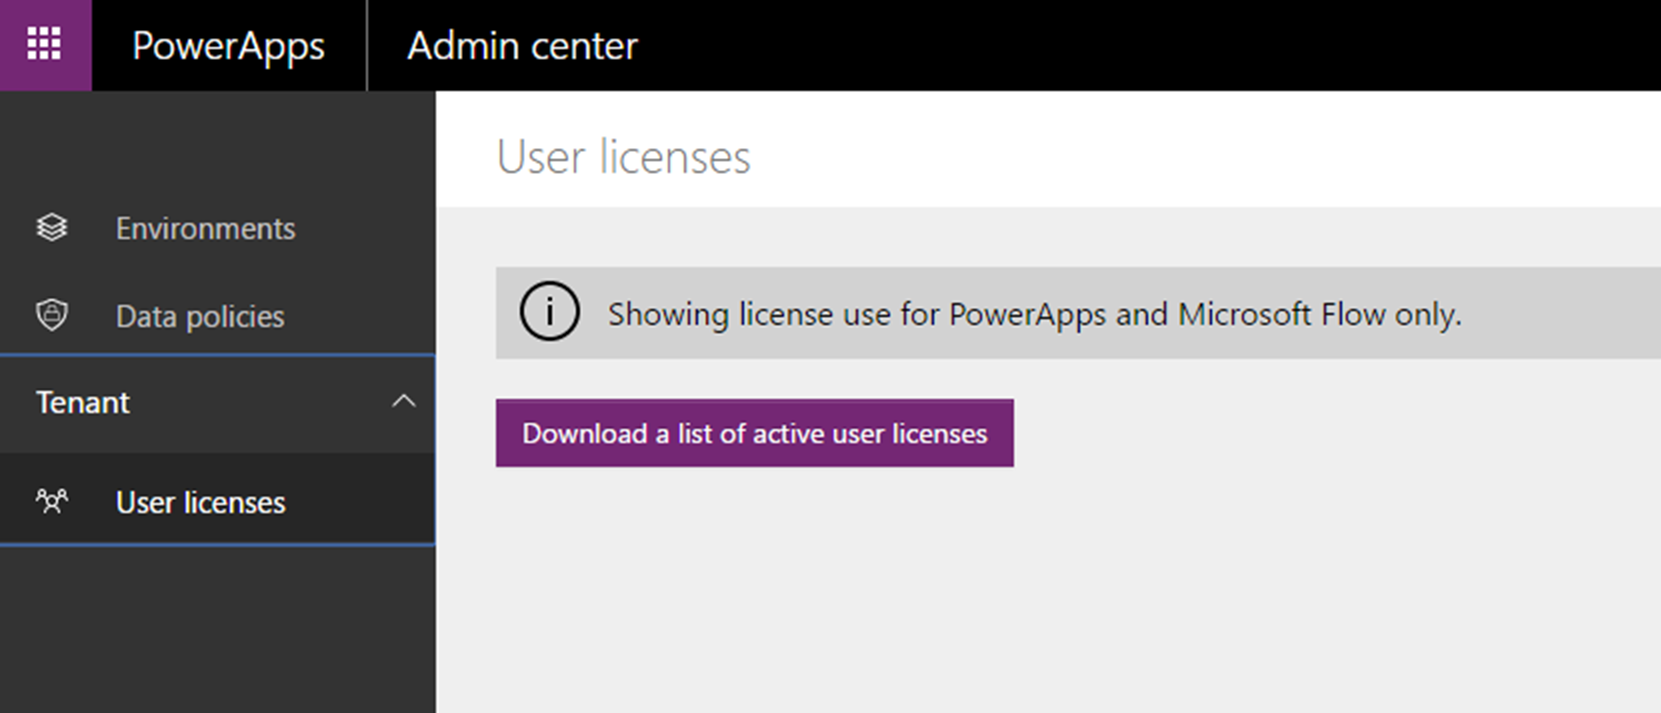 PowerApps
Admin center
Environments
Data policies
Tenant
User licenses
User licenses
Showing license use for PowerApps and Microsoft Flow only.
Download a list of active user licenses